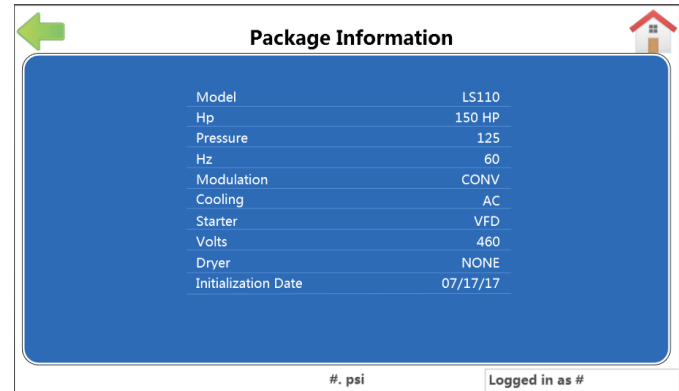 Package Information
Model LS110
Hp 150 HP
Pressure 125
Hz 60
Modulation CONV
Cooling AC
Starter VFD
Volts 460
Dryer NONE
Initialization Date 07/17/17
#. psi Logged in as #